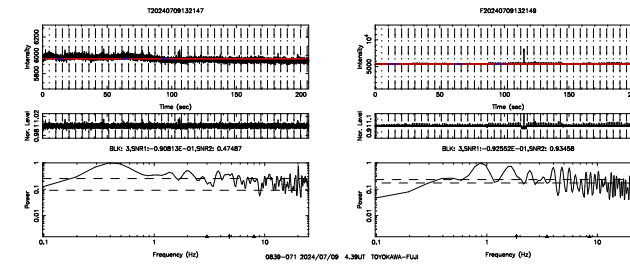 T20240709132147
F20240709132149
Intensity
5800 6000 6200
0
50
100
150
200
Time (sec)
Intensity
5000
10⁴
0
50
100
150
200
Time (sec)
Nor. Level
0.98 1 1.02
Nor. Level
0.9 1 1.1
BLK: 3,SNR1:-0.90813E-01,SNR2: 0.47487
BLK: 3,SNR1:-0.92552E-01,SNR2: 0.93458
Power
1
0.1
0.01
0.1
1
10
Frequency (Hz)
Power
1
0.1
0.01
0.1
1
10
Frequency (Hz)
0839-071 2024/07/09 4.39UT TOYOKAWA-FUJI